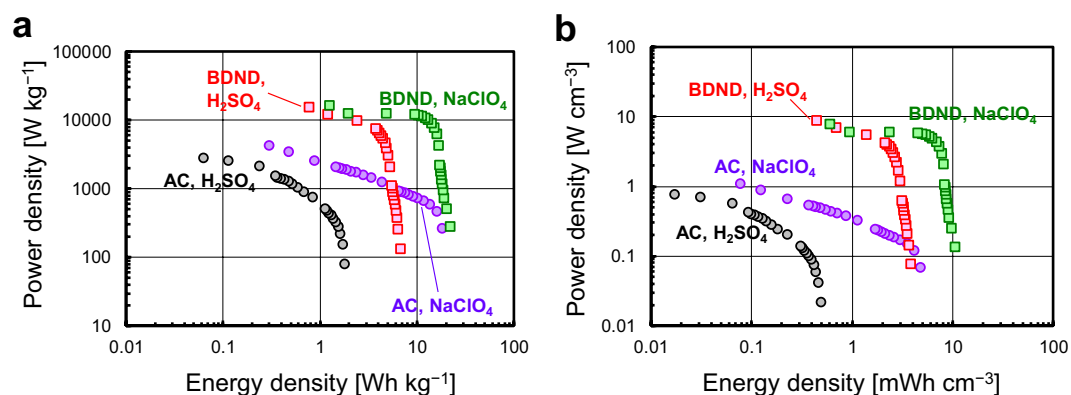 a
Power density [W kg⁻¹]
100000
10000
1000
100
10
0.01
0.1
1
10
100
Energy density [Wh kg⁻¹]
BDND,
H₂SO₄
BDND, NaClO₄
AC, H₂SO₄
AC, NaClO₄
b
Power density [W cm⁻³]
100
10
1
0.1
0.01
0.01
0.1
1
10
100
Energy density [mWh cm⁻³]
BDND, H₂SO₄
BDND, NaClO₄
AC, NaClO₄
AC, H₂SO₄